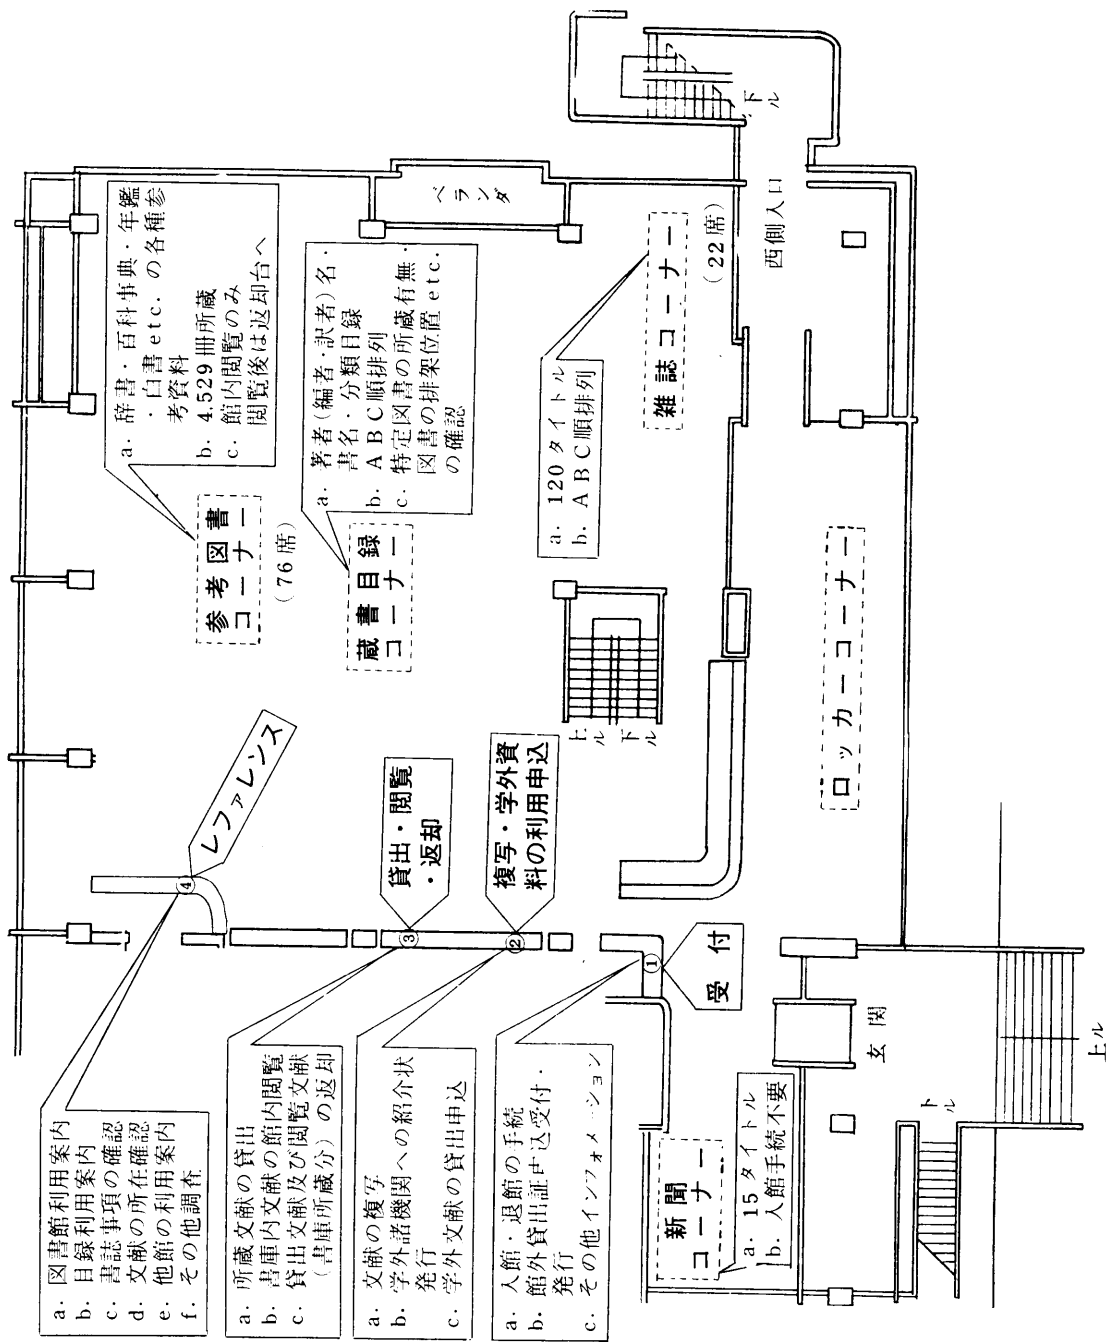 a. 図書館利用案内
b. 目録利用案内
c. 書誌事項の確認
d. 文献の所在確認
e. 他館の利用案内
f. その他調査
④
レファレンス
a. 所蔵文献の貸出
b. 書庫内文献の館内閲覧
c. 貸出文献及び閲覧文献
(書庫所蔵分)の返却
③
貸出・閲覧
・返却
a. 文献の複写
b. 学外諸機関への紹介状
発行
c. 学外文献の貸出申込
②
複写・学外資
料の利用申込
a. 入館・退館の手続
b. 館外貸出証申込受付・
発行
c. その他インフォメーション
①
受付
新聞
コーナー
a. 15タイトル
b. 入館手続不要
a. 辞書・百科事典・年鑑
・白書etc.の各種参
考資料
b. 4.529冊所蔵
c. 館内閲覧のみ
閲覧後は返却台へ
参考図書
コーナー
(76席)
a. 著者(編者・訳者)名・
書名・分類目録
b. ABC順排列
c. 特定図書の所蔵有無・
図書の排架位置etc.
の確認
蔵書目録
コーナー
a. 120タイトル
b. ABC順排列
雑誌コーナー
(22席)
ベランダ
上ル
下ル
下ル
西側入口
ロッカーコーナー
玄関
下ル
上ル